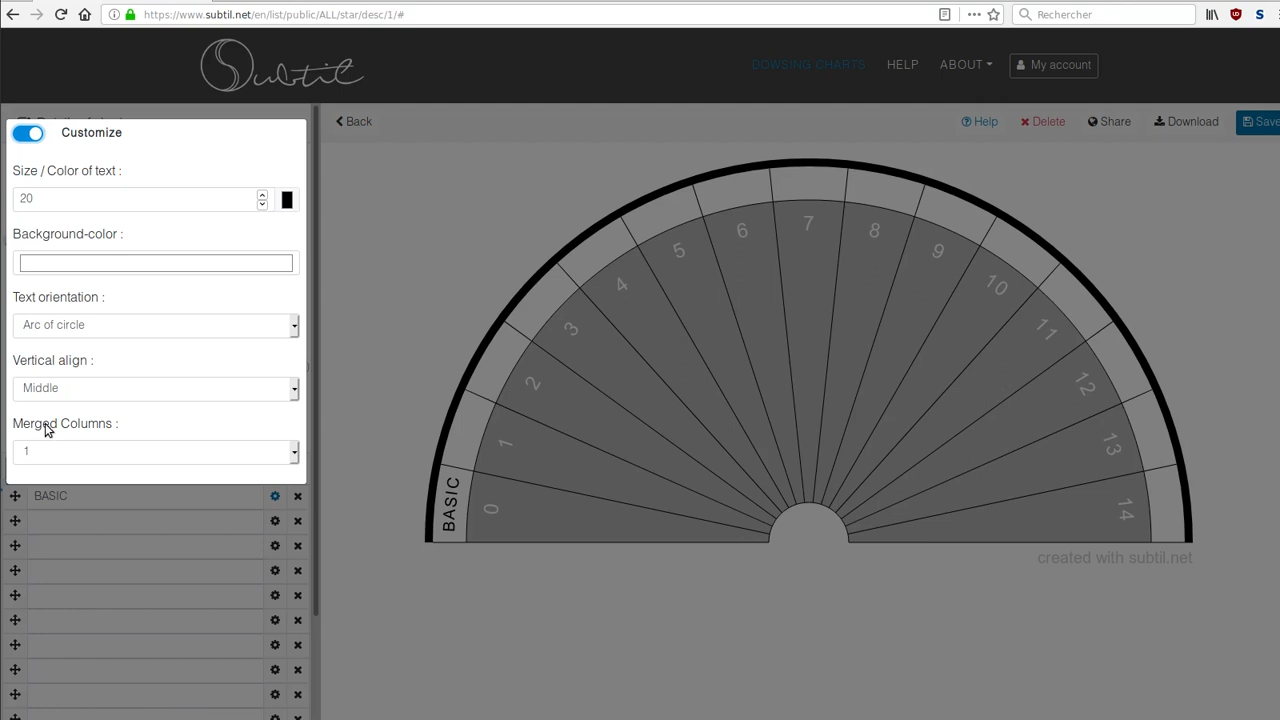 https://www.subtil.net/en/list/public/ALL/star/desc/1/#
Rechercher
Subtil
DOWSING CHARTS
HELP
ABOUT
My account
Back
Help
Delete
Share
Download
Save
Customize
Size / Color of text :
20
Background-color :
Text orientation :
Arc of circle
Vertical align :
Middle
Merged Columns :
1
BASIC
BASIC
0
1
2
3
4
5
6
7
8
9
10
11
12
13
14
created with subtil.net